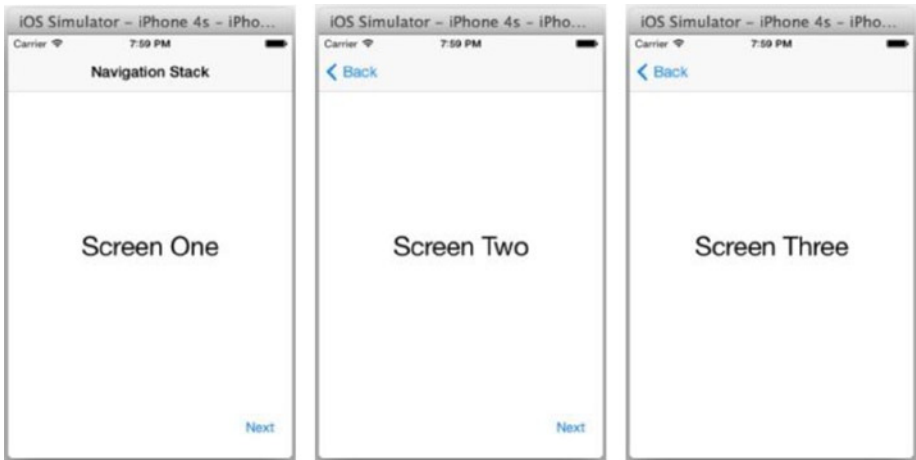 iOS Simulator – iPhone 4s – iPho...
Carrier 7:59 PM
Navigation Stack
Screen One
Next
iOS Simulator – iPhone 4s – iPho...
Carrier 7:59 PM
Back
Screen Two
Next
iOS Simulator – iPhone 4s – iPho...
Carrier 7:59 PM
Back
Screen Three